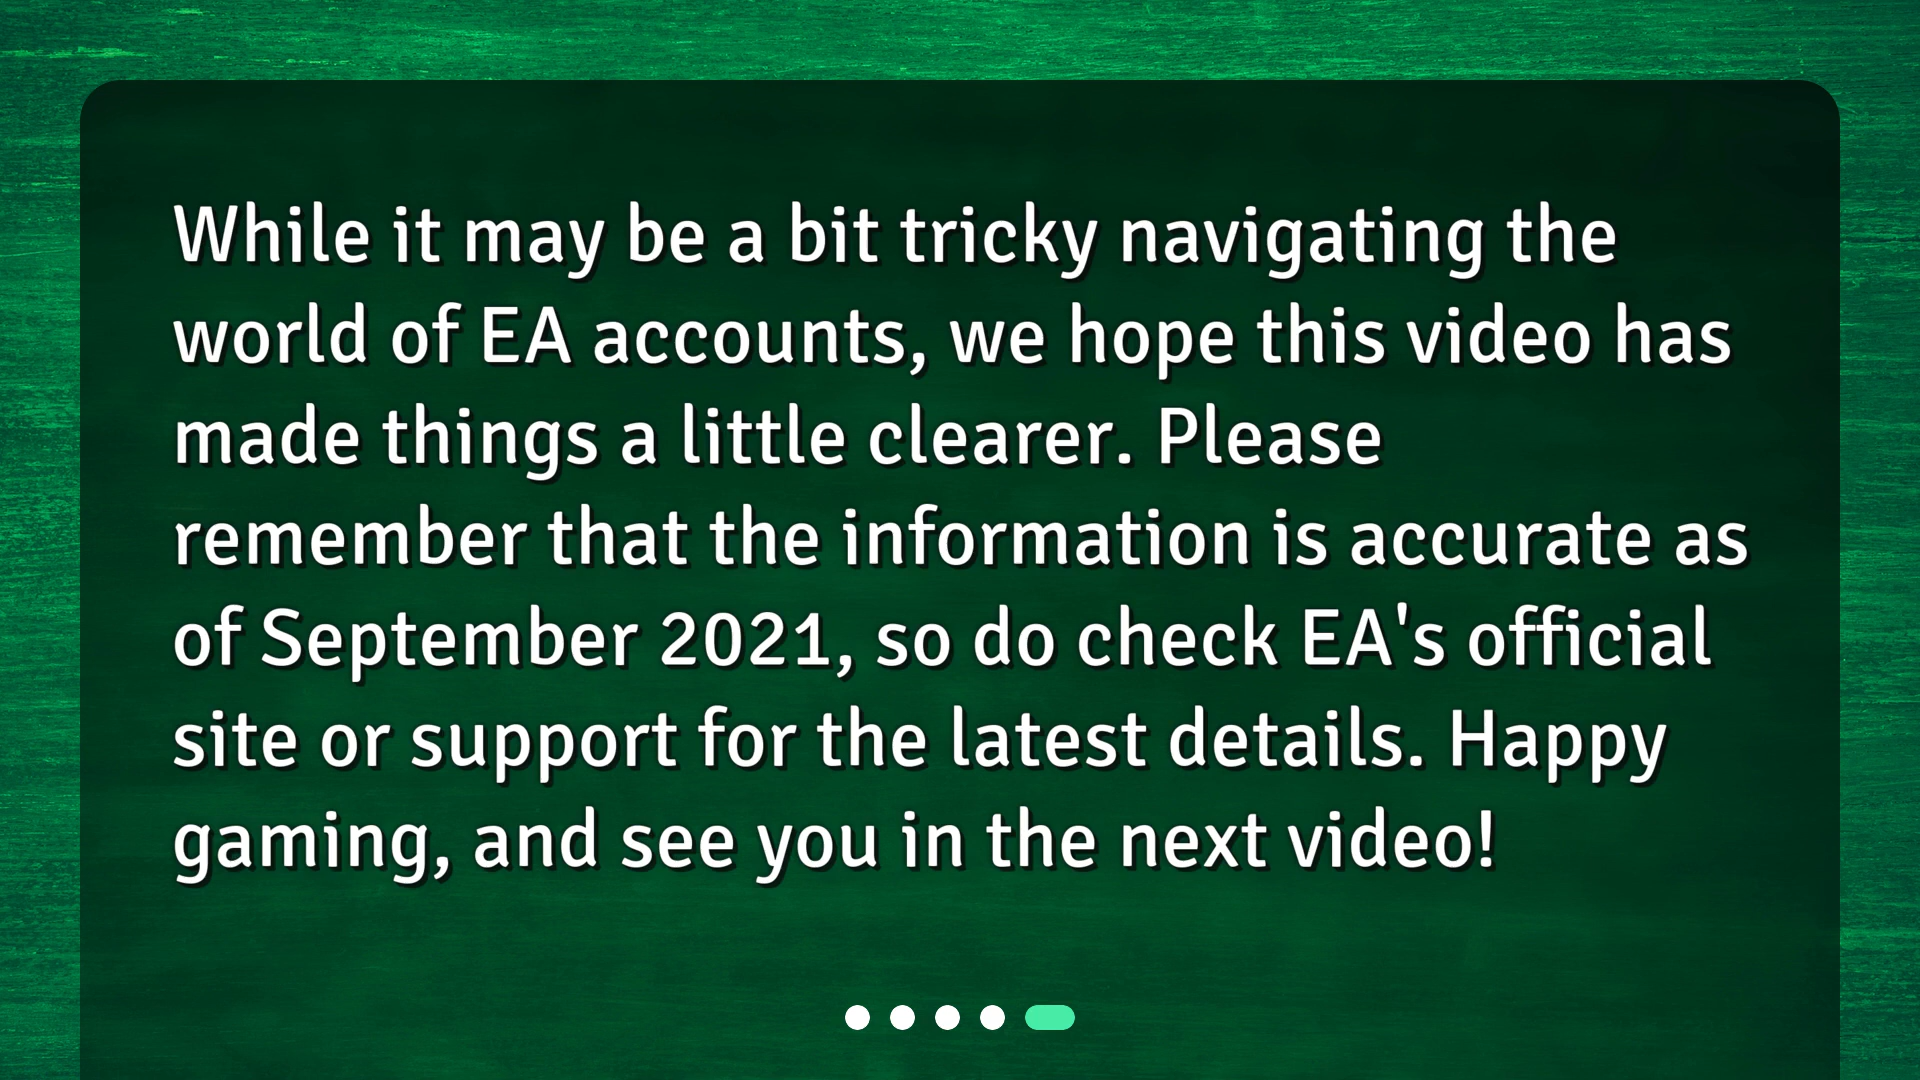 While it may be a bit tricky navigating the
world of EA accounts, we hope this video has
made things a little clearer. Please
remember that the information is accurate as
of September 2021, so do check EA's official
site or support for the latest details. Happy
gaming, and see you in the next video!